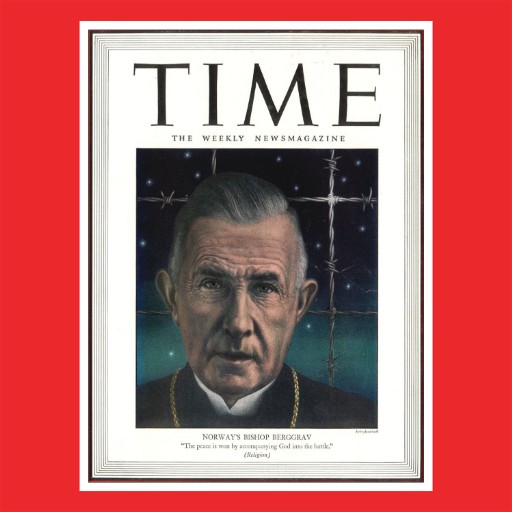 TIME
THE WEEKLY NEWSMAGAZINE
NORWAY'S BISHOP BERGGRAV
"The peace is won by accompanying God into the battle."
(Religion)